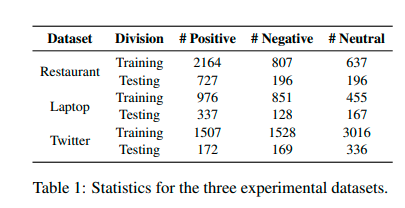 Dataset Division # Positive # Negative # Neutral
Restaurant
Training 2164 807 637
Testing 727 196 196
Laptop
Training 976 851 455
Testing 337 128 167
Twitter
Training 1507 1528 3016
Testing 172 169 336
Table 1: Statistics for the three experimental datasets.